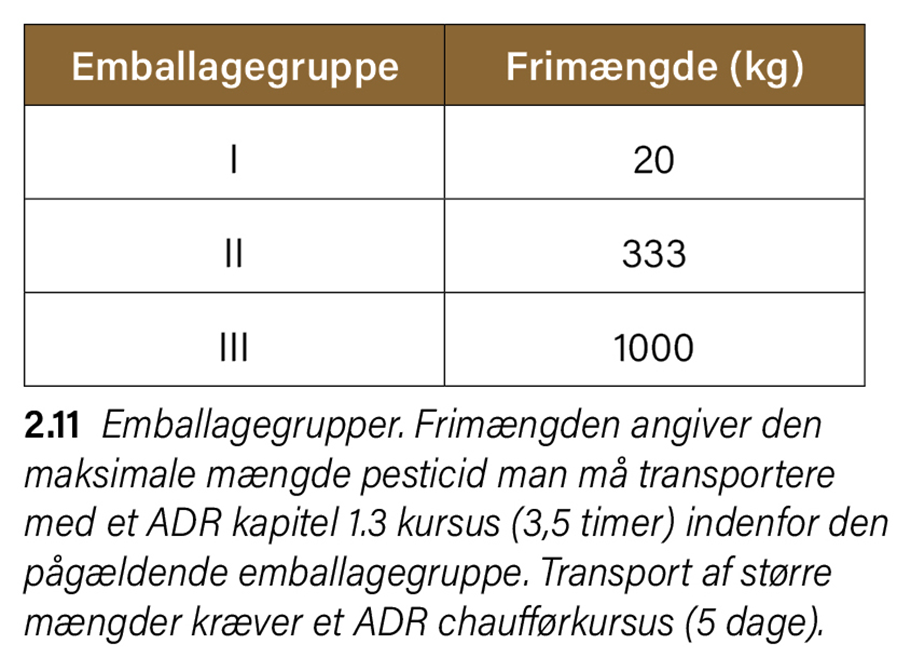 Emballagegruppe Frimængde (kg)
I 20
II 333
III 1000
2.11 Emballagegrupper. Frimængden angiver den
maksimale mængde pesticid man må transportere
med et ADR kapitel 1.3 kursus (3,5 timer) indenfor den
pågældende emballagegruppe. Transport af større
mængder kræver et ADR chaufførkursus (5 dage).